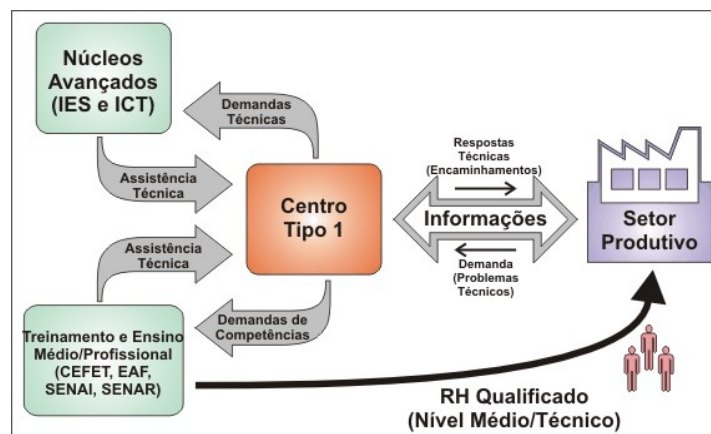 Núcleos
Avançados
(IES e ICT)
Demandas
Técnicas
Assistência
Técnica
Centro
Tipo 1
Respostas
Técnicas
(Encaminhamentos)
Informações
Demanda
(Problemas
Técnicos)
Setor
Produtivo
Assistência
Técnica
Demandas de
Competências
Treinamento e Ensino
Médio/Profissional
(CEFET, EAF,
SENAI, SENAR)
RH Qualificado
(Nível Médio/Técnico)